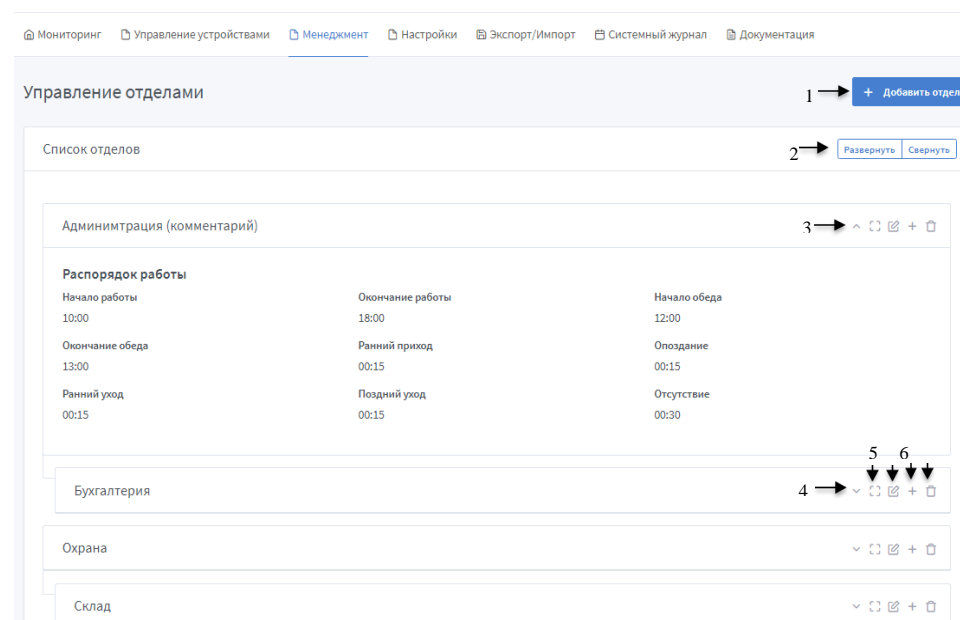 Мониторинг Управление устройствами Менеджмент Настройки Экспорт/Импорт Системный журнал Документация
Управление отделами 1 + Добавить отдел
Список отделов 2 Развернуть Свернуть
Админимтрация (комментарий) 3
Распорядок работы
Начало работы Окончание работы Начало обеда
10:00 18:00 12:00
Окончание обеда Ранний приход Опоздание
13:00 00:15 00:15
Ранний уход Поздний уход Отсутствие
00:15 00:15 00:30
5 6
Бухгалтерия 4
Охрана
Склад